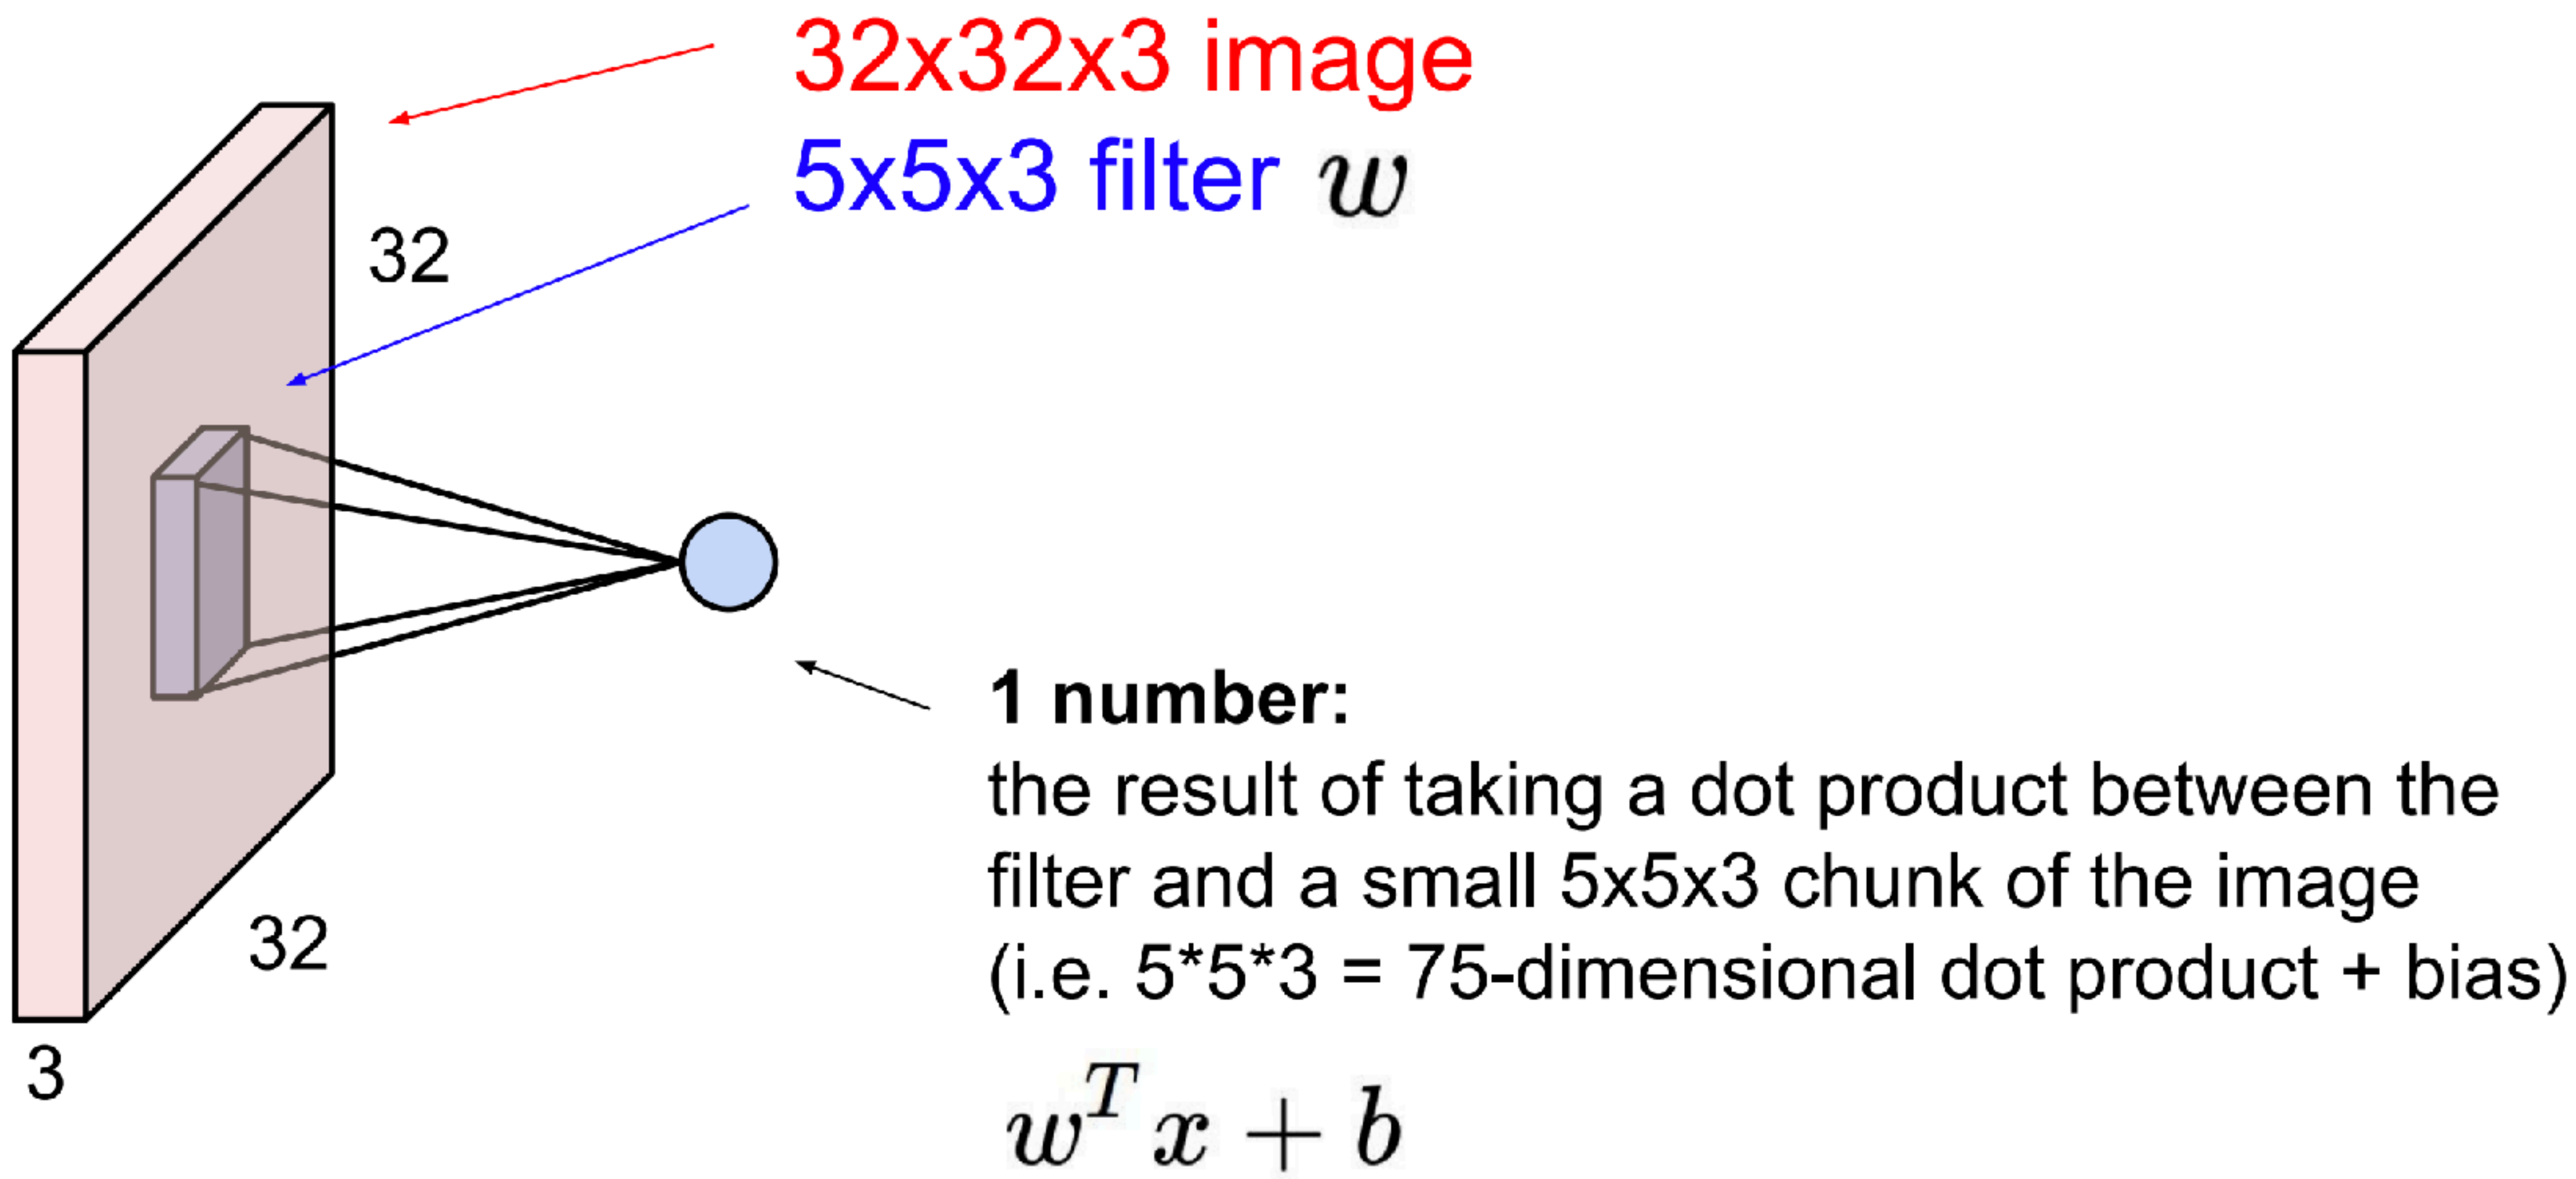 32x32x3 image
5x5x3 filter w
32
1 number:
the result of taking a dot product between the
filter and a small 5x5x3 chunk of the image
32
(i.e. 5*5*3 = 75-dimensional dot product + bias)
3
w^T x + b